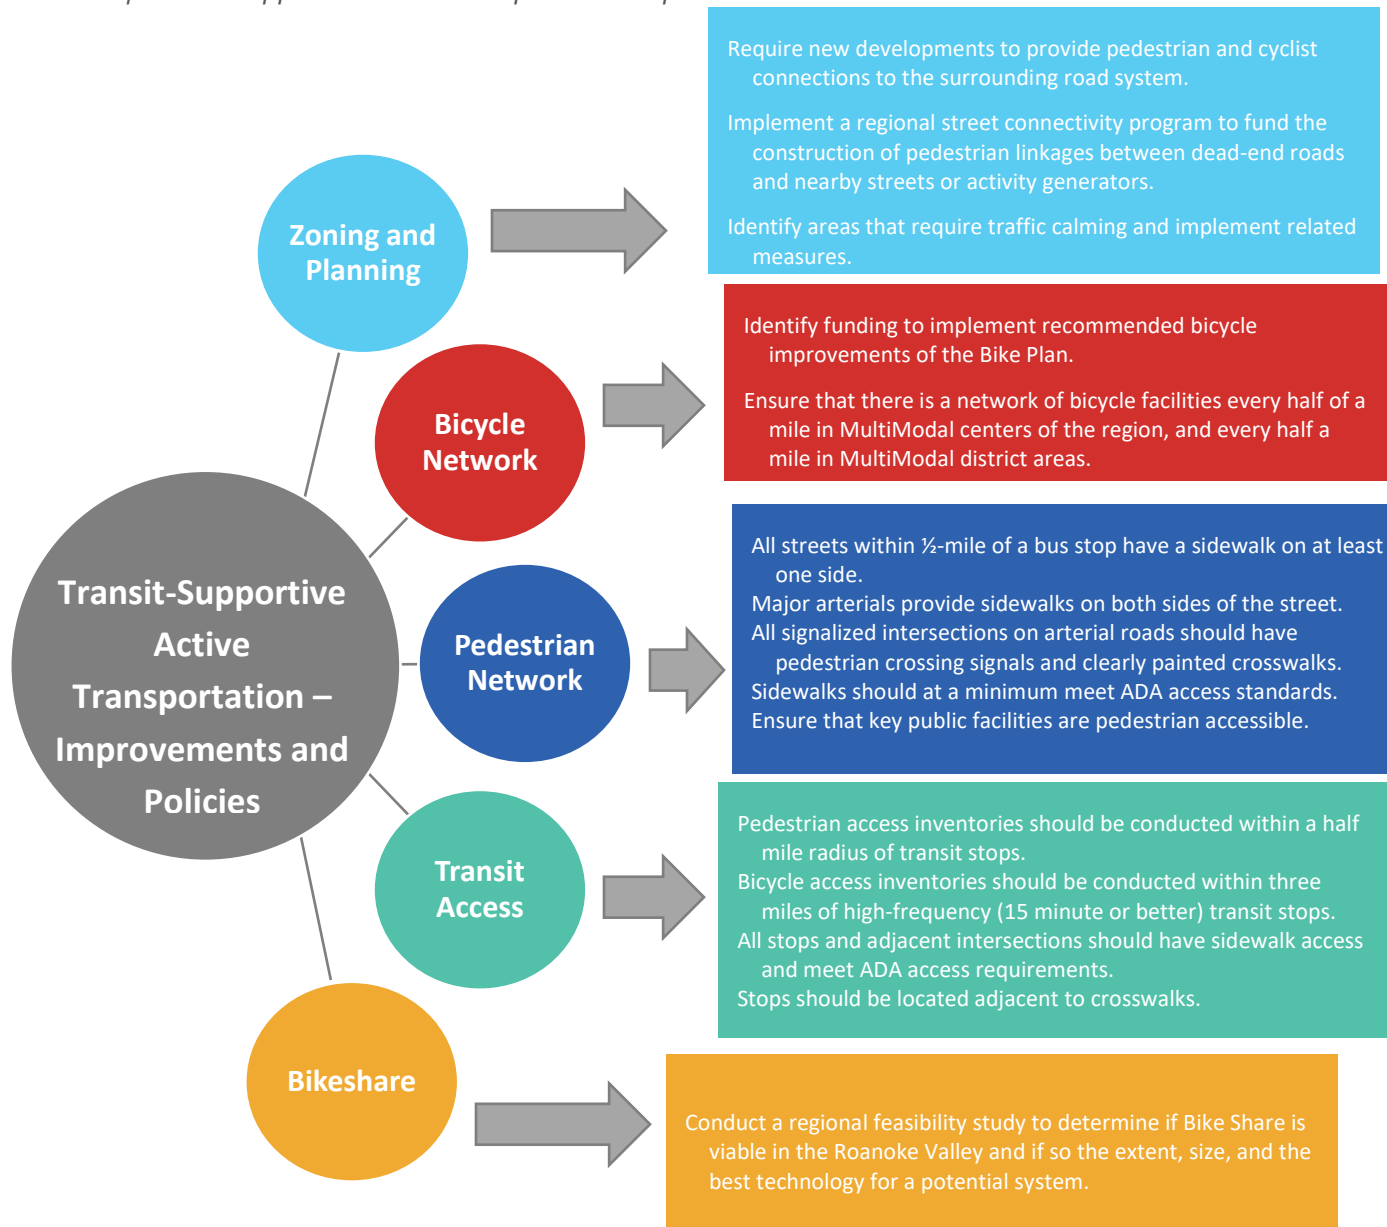 Require new developments to provide pedestrian and cyclist
connections to the surrounding road system.
Implement a regional street connectivity program to fund the
construction of pedestrian linkages between dead-end roads
and nearby streets or activity generators.
Identify areas that require traffic calming and implement related
measures.
Zoning and
Planning
Identify funding to implement recommended bicycle
improvements of the Bike Plan.
Ensure that there is a network of bicycle facilities every half of a
mile in MultiModal centers of the region, and every half a
mile in MultiModal district areas.
Bicycle
Network
Transit-Supportive
Active
Transportation –
Improvements and
Policies
All streets within ½-mile of a bus stop have a sidewalk on at least
one side.
Major arterials provide sidewalks on both sides of the street.
All signalized intersections on arterial roads should have
pedestrian crossing signals and clearly painted crosswalks.
Sidewalks should at a minimum meet ADA access standards.
Ensure that key public facilities are pedestrian accessible.
Pedestrian
Network
Pedestrian access inventories should be conducted within a half
mile radius of transit stops.
Bicycle access inventories should be conducted within three
miles of high-frequency (15 minute or better) transit stops.
All stops and adjacent intersections should have sidewalk access
and meet ADA access requirements.
Stops should be located adjacent to crosswalks.
Transit
Access
Bikeshare
Conduct a regional feasibility study to determine if Bike Share is
viable in the Roanoke Valley and if so the extent, size, and the
best technology for a potential system.